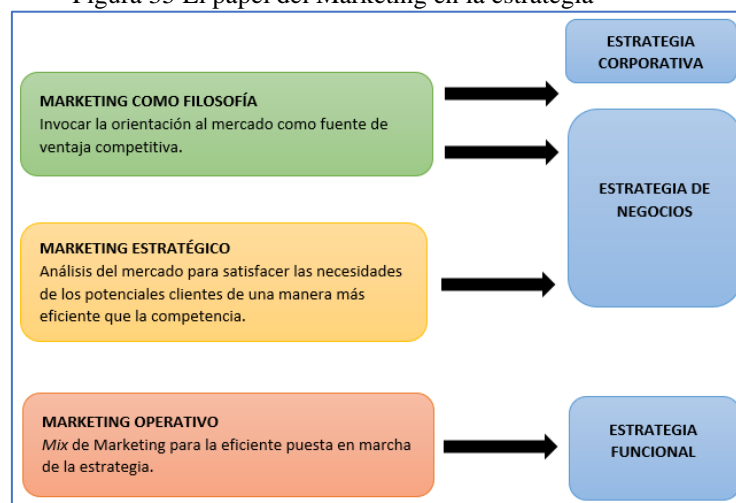 Figura 33 El papel del Marketing en la estrategia
ESTRATEGIA
CORPORATIVA
MARKETING COMO FILOSOFÍA
Invocar la orientación al mercado como fuente de
ventaja competitiva.
ESTRATEGIA DE
NEGOCIOS
MARKETING ESTRATÉGICO
Análisis del mercado para satisfacer las necesidades
de los potenciales clientes de una manera más
eficiente que la competencia.
MARKETING OPERATIVO
Mix de Marketing para la eficiente puesta en marcha
de la estrategia.
ESTRATEGIA
FUNCIONAL